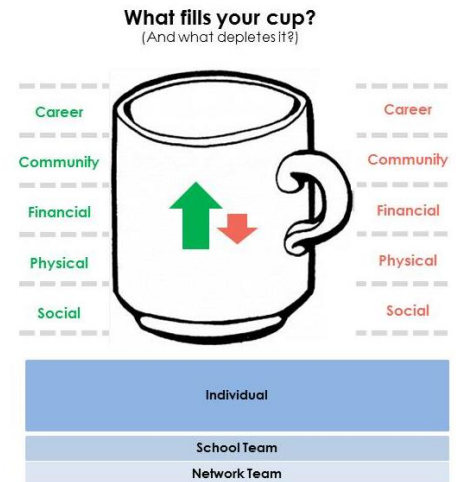 What fills your cup?
(And what depletes it?)
Career
Community
Financial
Physical
Social
Career
Community
Financial
Physical
Social
Individual
School Team
Network Team